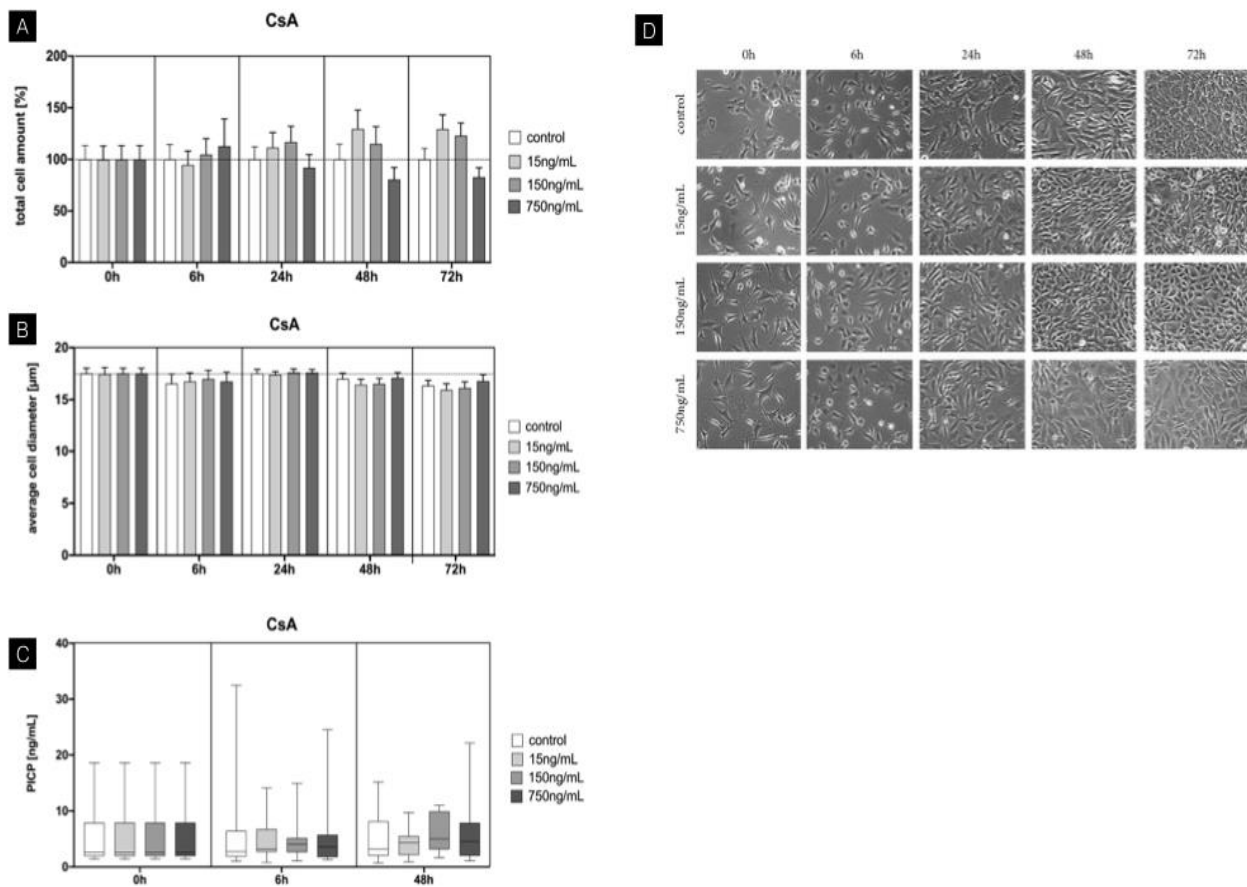 A
CsA
total cell amount [%]
200
150
100
50
0
0h 6h 24h 48h 72h
control
15ng/mL
150ng/mL
750ng/mL
B
CsA
average cell diameter [µm]
20
15
10
5
0
0h 6h 24h 48h 72h
control
15ng/mL
150ng/mL
750ng/mL
C
CsA
PICP [ng/mL]
40
30
20
10
0
0h 6h 48h
control
15ng/mL
150ng/mL
750ng/mL
D
0h 6h 24h 48h 72h
control
15ng/mL
150ng/mL
750ng/mL